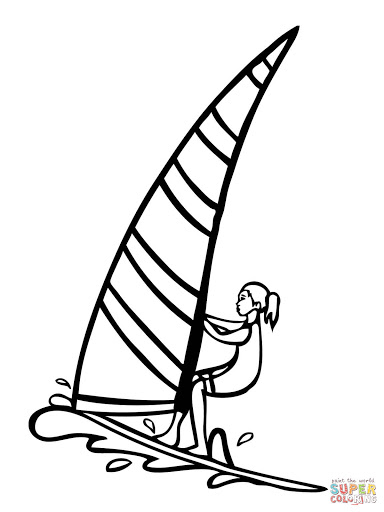 paint the world
SUPER
COLORING